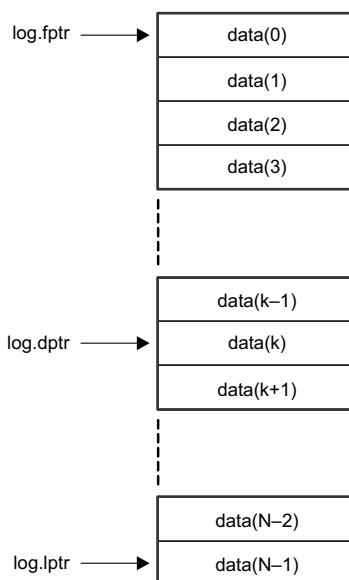 log.fptr data(0)
data(1)
data(2)
data(3)
data(k–1)
log.dptr data(k)
data(k+1)
data(N–2)
log.lptr data(N–1)